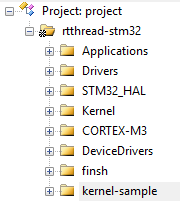 Project: project
rtthread-stm32
Applications
Drivers
STM32_HAL
Kernel
CORTEX-M3
DeviceDrivers
finsh
kernel-sample